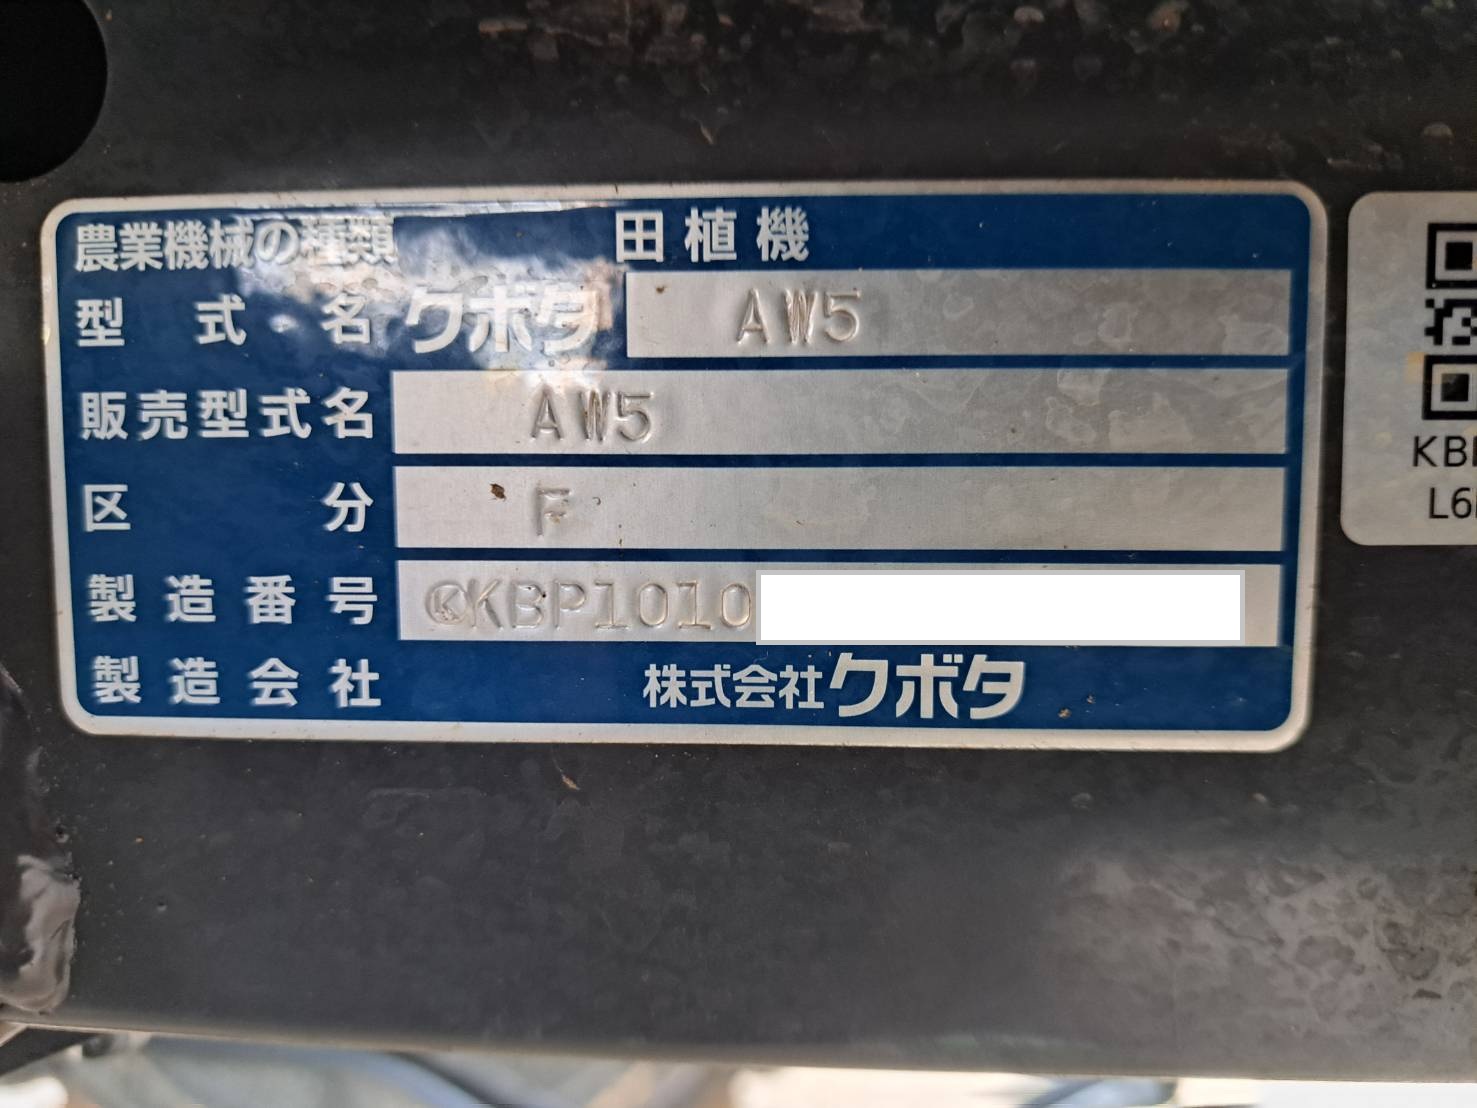 農業機械の種類 田植機
型式名 クボタ AW5
販売型式名 AW5
区分 F
製造番号 ⓀKBP1010
製造会社 株式会社クボタ
KB
L6